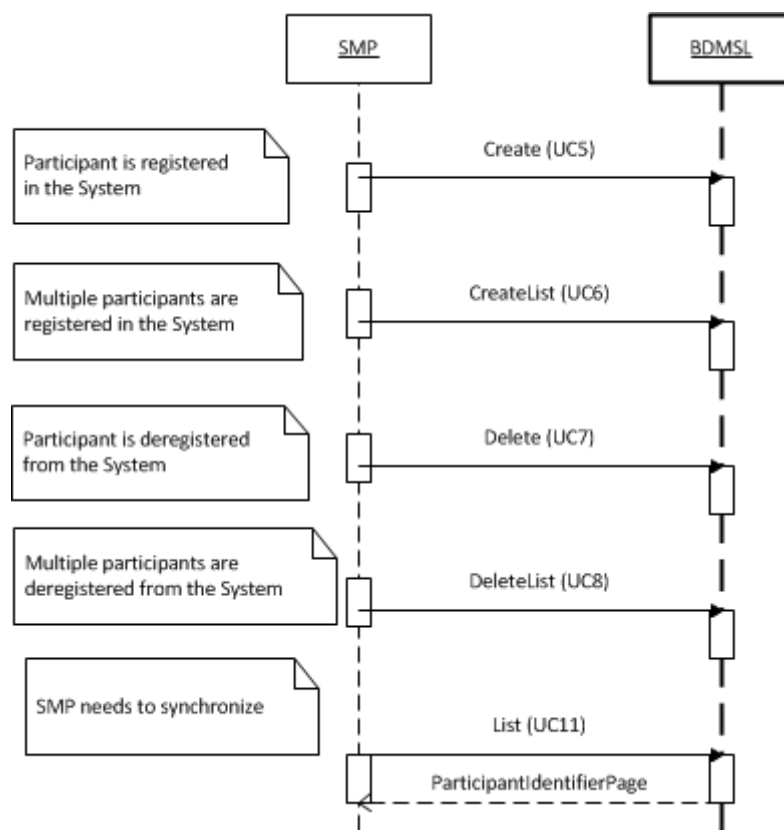 SMP
BDMSL
Participant is registered
in the System
Create (UC5)
Multiple participants are
registered in the System
CreateList (UC6)
Participant is deregistered
from the System
Delete (UC7)
Multiple participants are
deregistered from the System
DeleteList (UC8)
SMP needs to synchronize
List (UC11)
ParticipantIdentifierPage